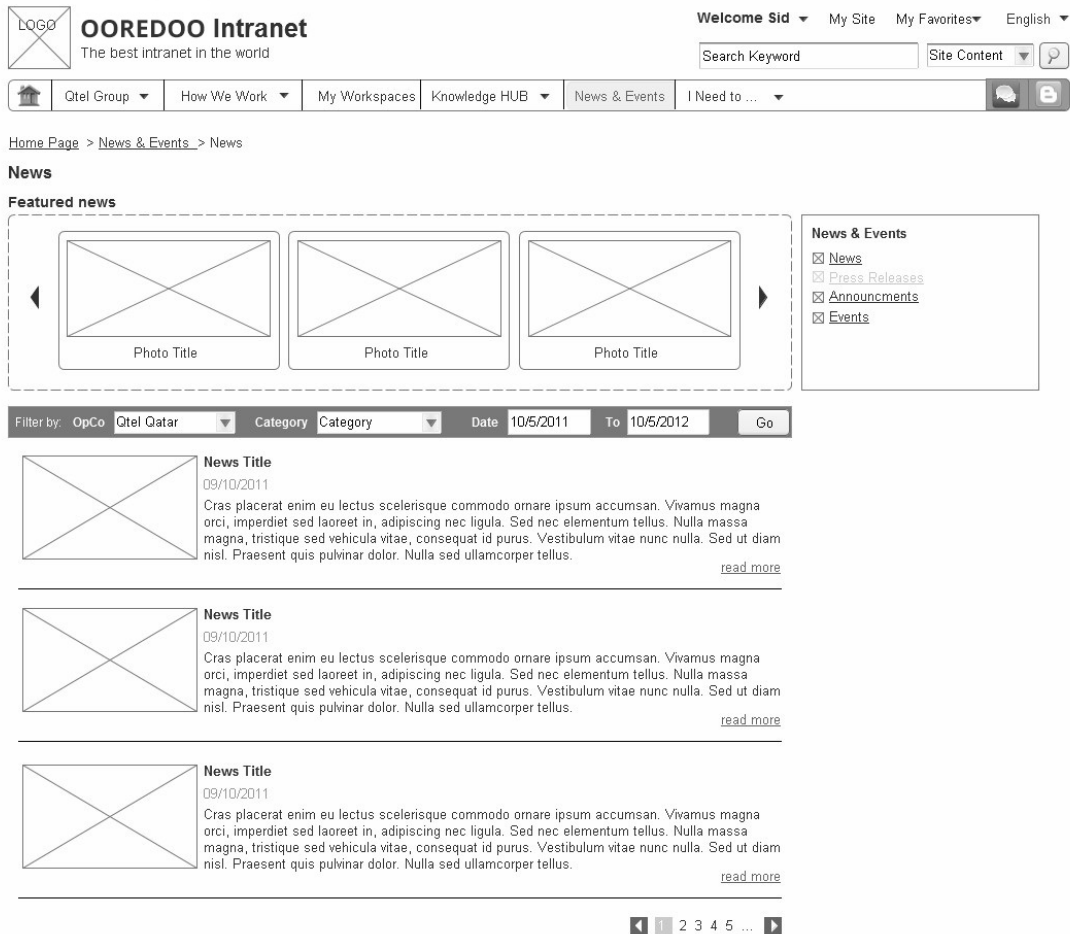 LOGO
OOREDOO Intranet
The best intranet in the world
Welcome Sid My Site My Favorites English
Search Keyword Site Content
Qtel Group How We Work My Workspaces Knowledge HUB News & Events I Need to ...
Home Page > News & Events > News
News
Featured news
Photo Title Photo Title Photo Title
News & Events
News
Press Releases
Announcments
Events
Filter by: OpCo Qtel Qatar Category Category Date 10/5/2011 To 10/5/2012 Go
News Title
09/10/2011
Cras placerat enim eu lectus scelerisque commodo ornare ipsum accumsan. Vivamus magna
orci, imperdiet sed laoreet in, adipiscing nec ligula. Sed nec elementum tellus. Nulla massa
magna, tristique sed vehicula vitae, consequat id purus. Vestibulum vitae nunc nulla. Sed ut diam
nisl. Praesent quis pulvinar dolor. Nulla sed ullamcorper tellus.
read more
News Title
09/10/2011
Cras placerat enim eu lectus scelerisque commodo ornare ipsum accumsan. Vivamus magna
orci, imperdiet sed laoreet in, adipiscing nec ligula. Sed nec elementum tellus. Nulla massa
magna, tristique sed vehicula vitae, consequat id purus. Vestibulum vitae nunc nulla. Sed ut diam
nisl. Praesent quis pulvinar dolor. Nulla sed ullamcorper tellus.
read more
News Title
09/10/2011
Cras placerat enim eu lectus scelerisque commodo ornare ipsum accumsan. Vivamus magna
orci, imperdiet sed laoreet in, adipiscing nec ligula. Sed nec elementum tellus. Nulla massa
magna, tristique sed vehicula vitae, consequat id purus. Vestibulum vitae nunc nulla. Sed ut diam
nisl. Praesent quis pulvinar dolor. Nulla sed ullamcorper tellus.
read more
1 2 3 4 5 ...